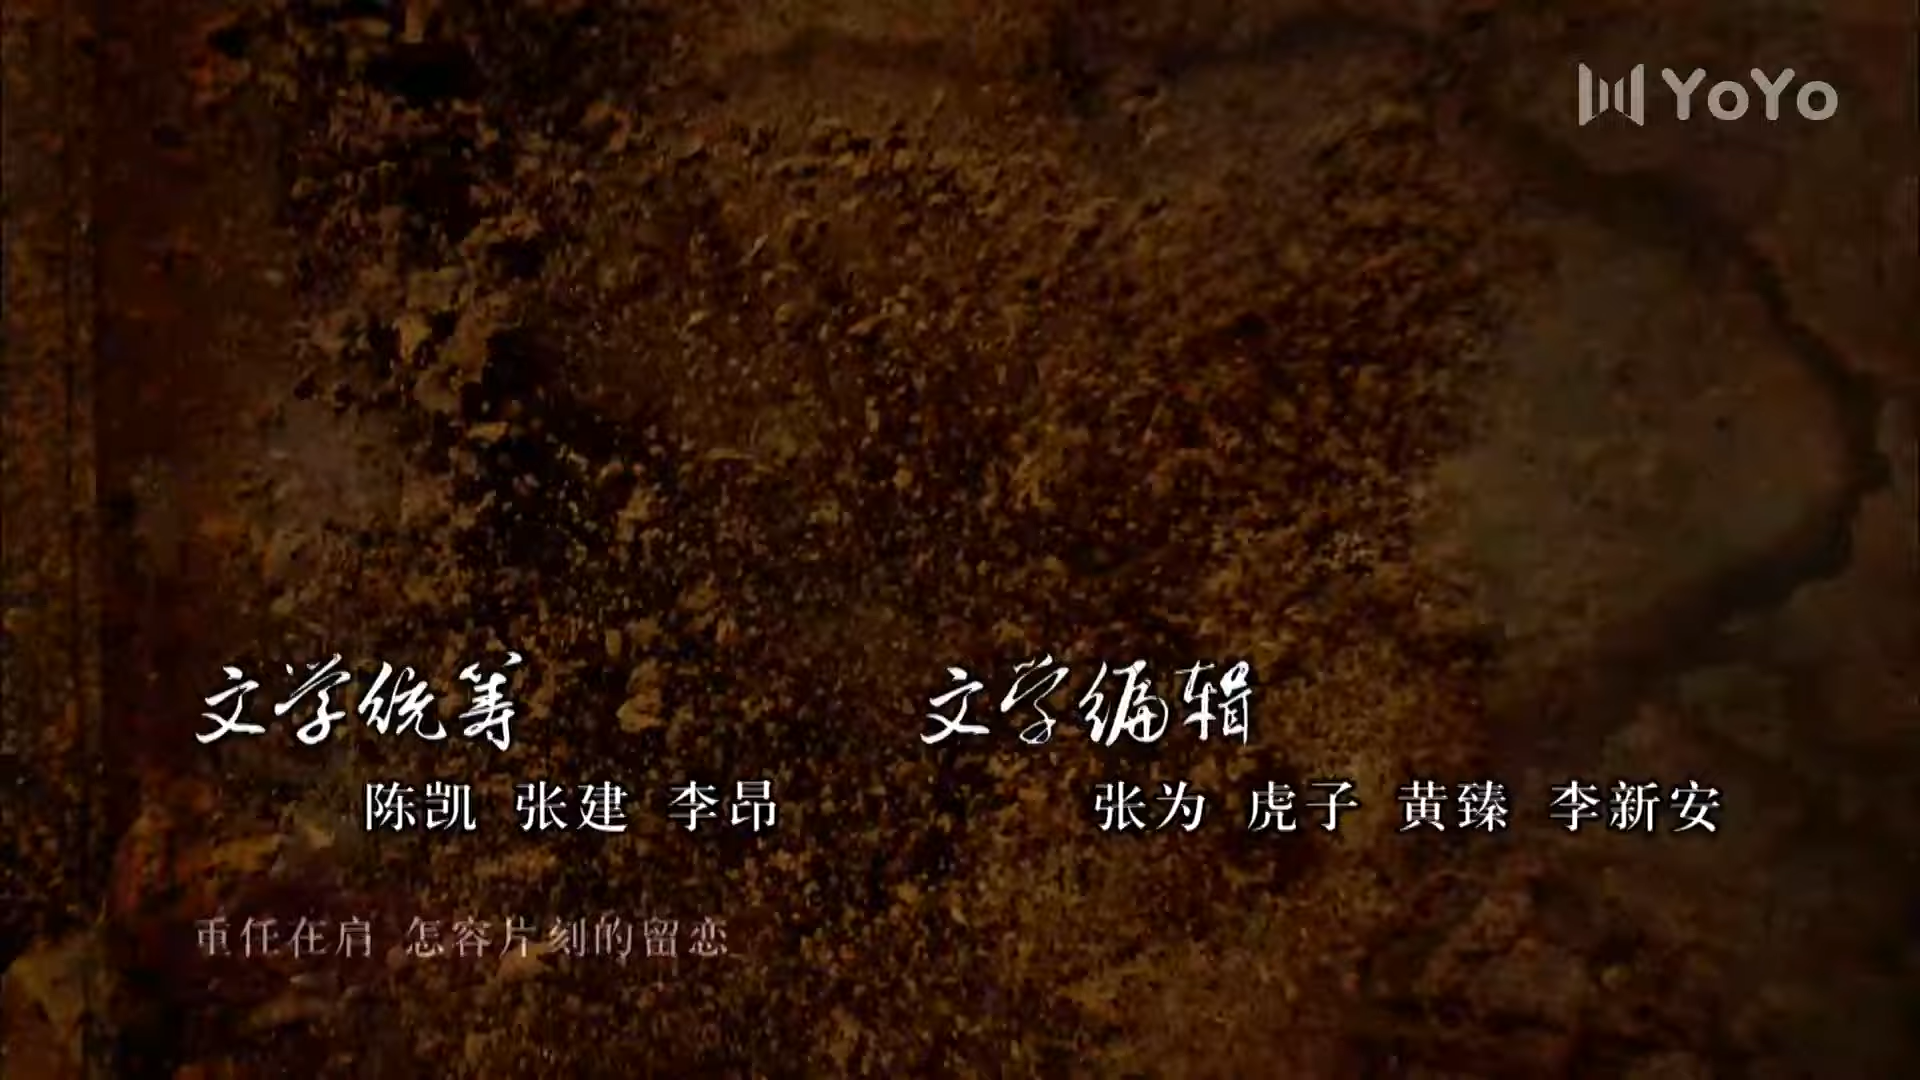 YoYo
文学统筹
陈凯 张建 李昂
文学编辑
张为 虎子 黄臻 李新安
重任在肩 怎容片刻的留恋